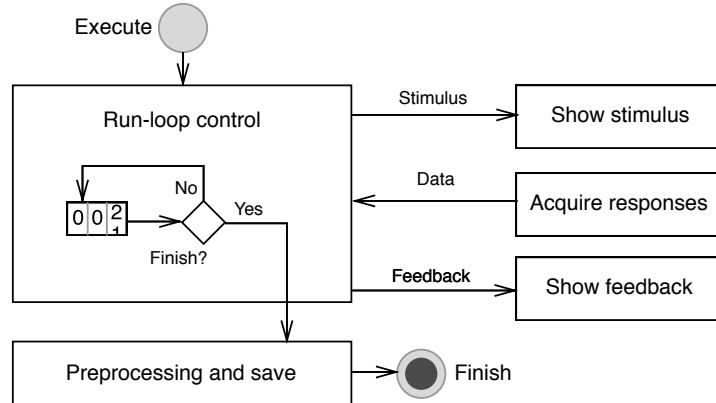 Execute
Run-loop control
Stimulus
Show stimulus
No
Data
Acquire responses
0 0 2
1
Yes
Finish?
Feedback
Show feedback
Preprocessing and save
Finish